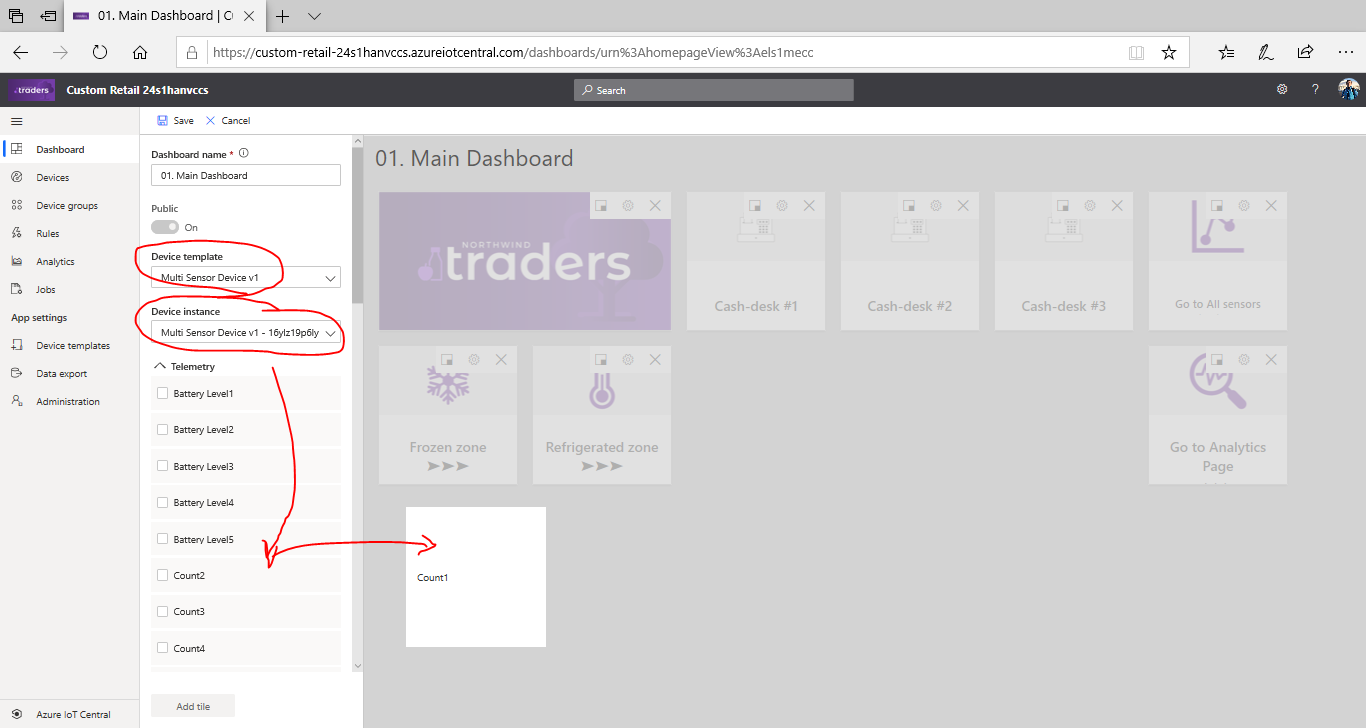 01. Main Dashboard | Cu
https://custom-retail-24s1hanvccs.azureiotcentral.com/dashboards/urn%3AhomepageView%3Aels1mecc
traders
Custom Retail 24s1hanvccs
Search
?
Save
Cancel
Dashboard
Devices
Device groups
Rules
Analytics
Jobs
App settings
Device templates
Data export
Administration
Azure IoT Central
Dashboard name *
01. Main Dashboard
Public
On
Device template
Multi Sensor Device v1
Device instance
Multi Sensor Device v1 - 16ylz19p6ly
Telemetry
Battery Level1
Battery Level2
Battery Level3
Battery Level4
Battery Level5
Count2
Count3
Count4
Add tile
01. Main Dashboard
NORTHWIND
traders
Cash-desk #1
Cash-desk #2
Cash-desk #3
Go to All sensors
Frozen zone
➤➤➤
Refrigerated zone
➤➤➤
Go to Analytics
Page
Count1